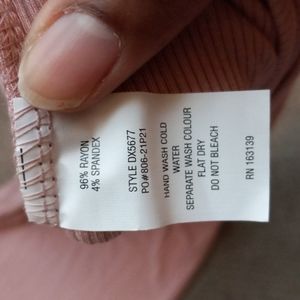 96% RAYON
4% SPANDEX
STYLE DX5677
PO#806-21P21
HAND WASH COLD
WATER
SEPARATE WASH COLOUR
FLAT DRY
DO NOT BLEACH
RN 163139